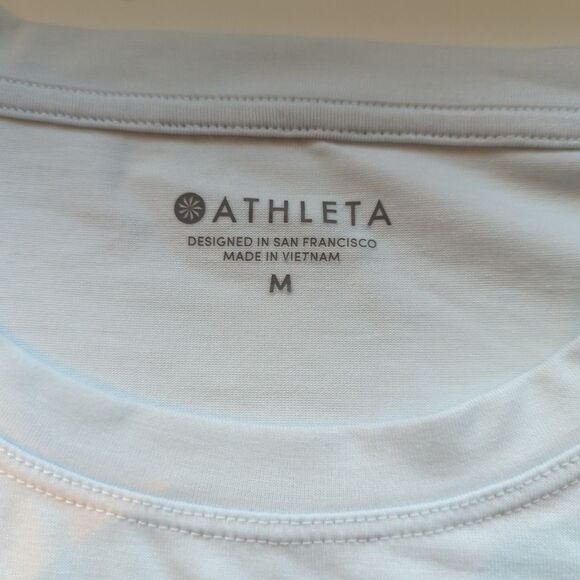 ATHLETA
DESIGNED IN SAN FRANCISCO
MADE IN VIETNAM
M